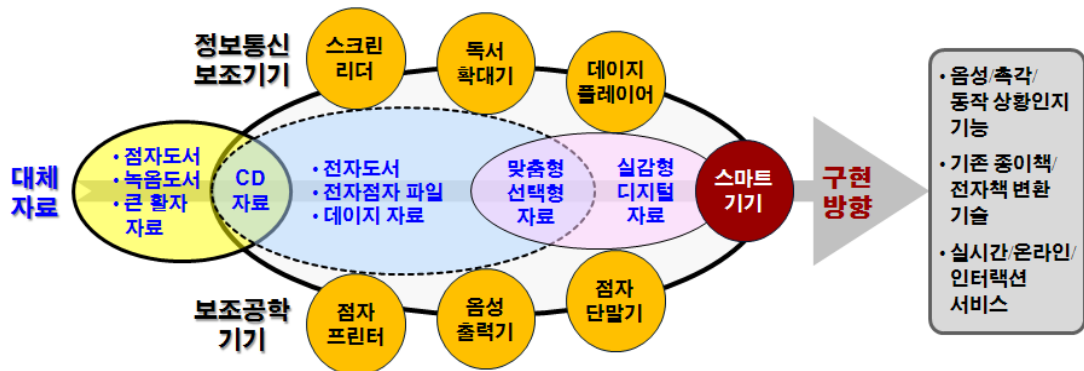 정보통신
보조기기
스크린
리더
독서
확대기
데이지
플레이어
대체
자료
• 점자도서
• 녹음도서
• 큰 활자
자료
CD
자료
• 전자도서
• 전자점자 파일
• 데이지 자료
맞춤형
선택형
자료
실감형
디지털
자료
스마트
기기
구현
방향
• 음성/촉각/
동작 상황인지
기능
• 기존 종이책/
전자책 변환
기술
• 실시간/온라인/
인터랙션
서비스
보조공학
기기
점자
프린터
음성
출력기
점자
단말기